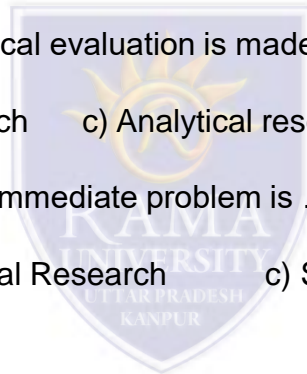 cal evaluation is made
ch c) Analytical res
mmediate problem is .
al Research c) S
RAMA
UNIVERSITY
UTTAR PRADESH
KANPUR